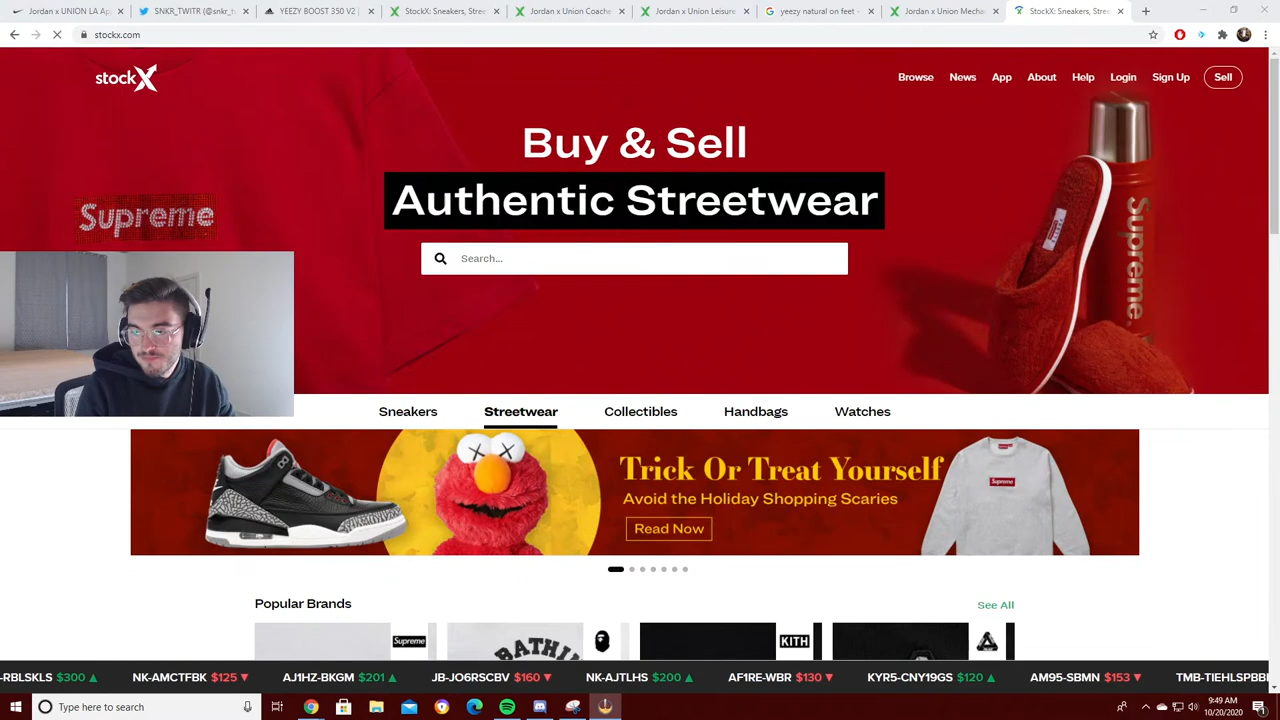 Jordan x UNION LA Ap
SNKR_TWITR (@snkr_tw
YEEZY BOOST 350 V2
StockX: Sneakers, Stree
Jordan x Union Coache
Jordan x Union Leisure
yeezy natural on feet -
Jordan x Union Mecha
StockX: Sneakers, Stree
stockx.com
stockX
Browse
News
App
About
Help
Login
Sign Up
Sell
Buy & Sell
Authentic Streetwear
Search...
Supreme
Supreme
Sneakers
Streetwear
Collectibles
Handbags
Watches
Trick Or Treat Yourself
Avoid the Holiday Shopping Scaries
Read Now
Supreme
Popular Brands
See All
Supreme
BATHIN
KITH
-RBLSKLS $300
NK-AMCTFBK $125
AJ1HZ-BKGM $201
JB-JO6RSCBV $160
NK-AJTLHS $200
AF1RE-WBR $130
KYR5-CNY19GS $120
AM95-SBMN $153
TMB-TIEHLSPBBI
Type here to search
9:49 AM
10/20/2020